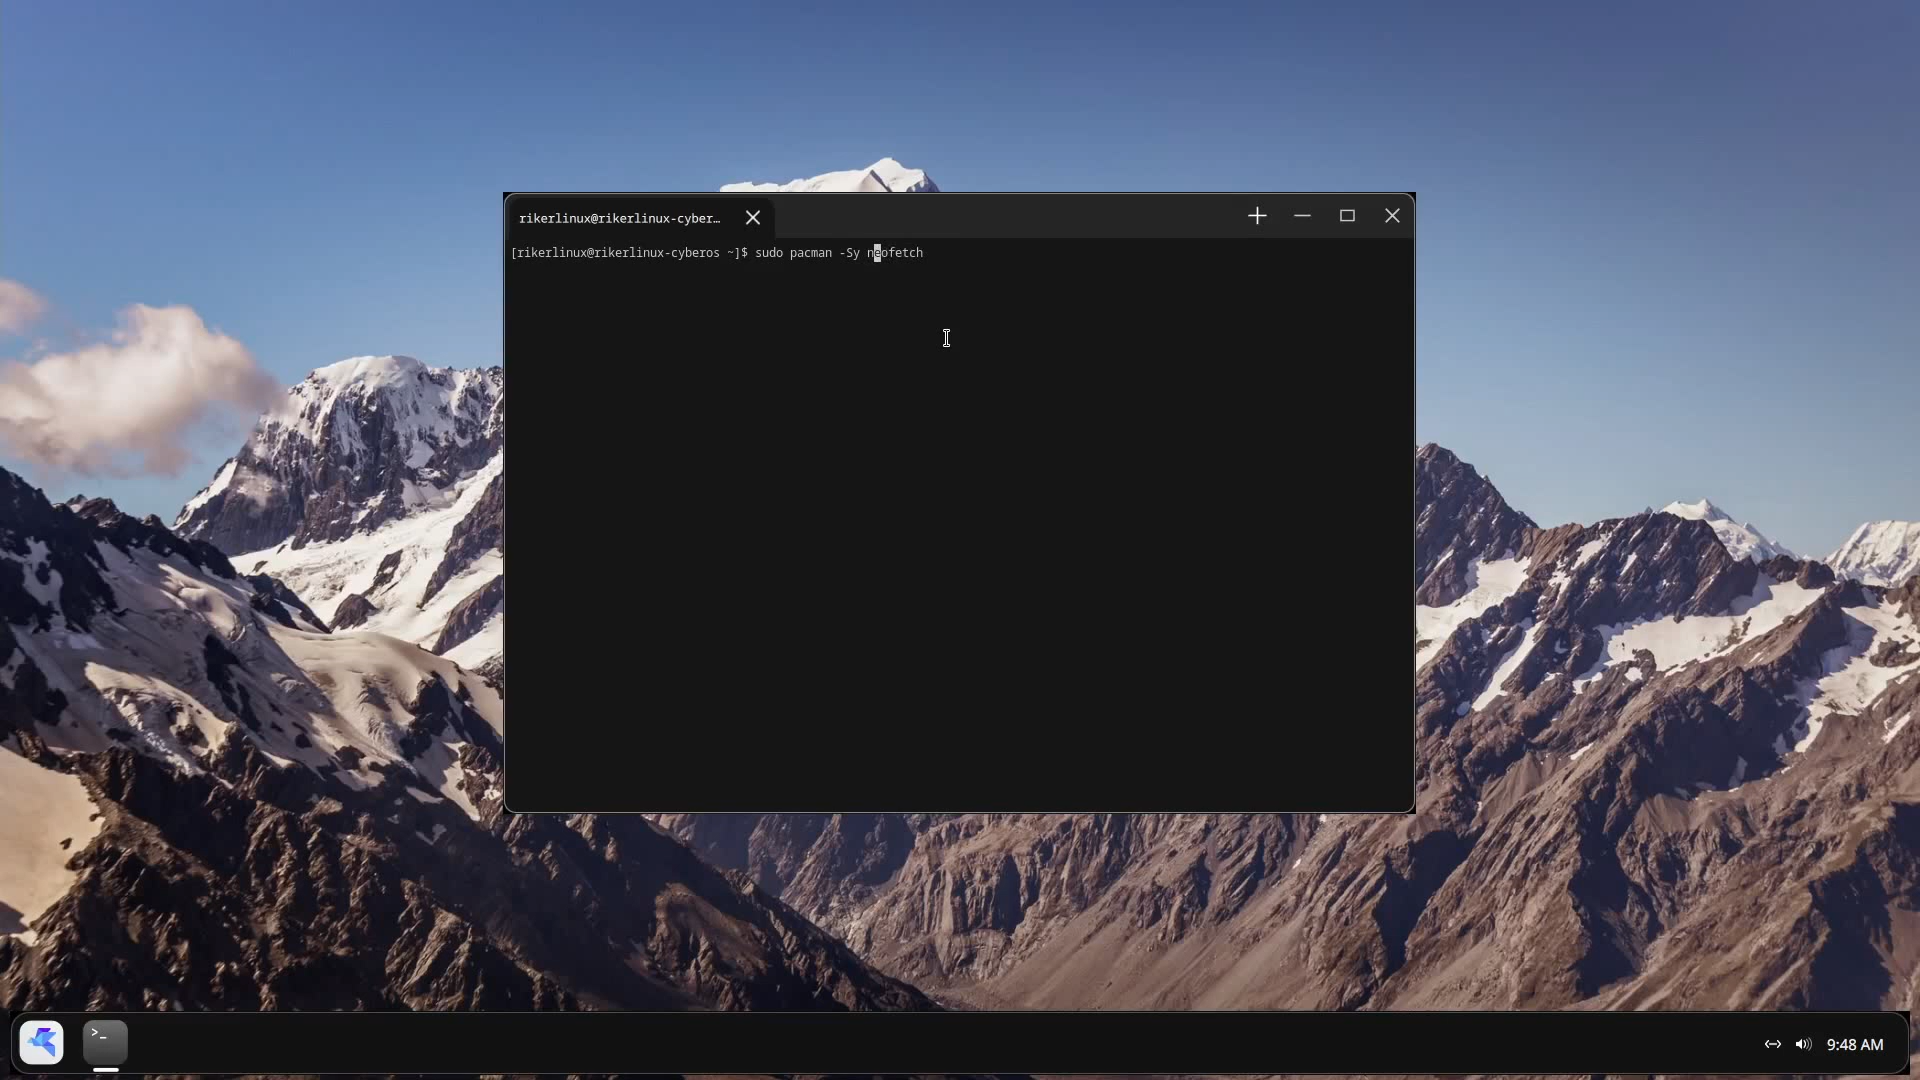 rikerlinux@rikerlinux-cyber…
[rikerlinux@rikerlinux-cyberos ~]$ sudo pacman -Sy neofetch
>_
9:48 AM